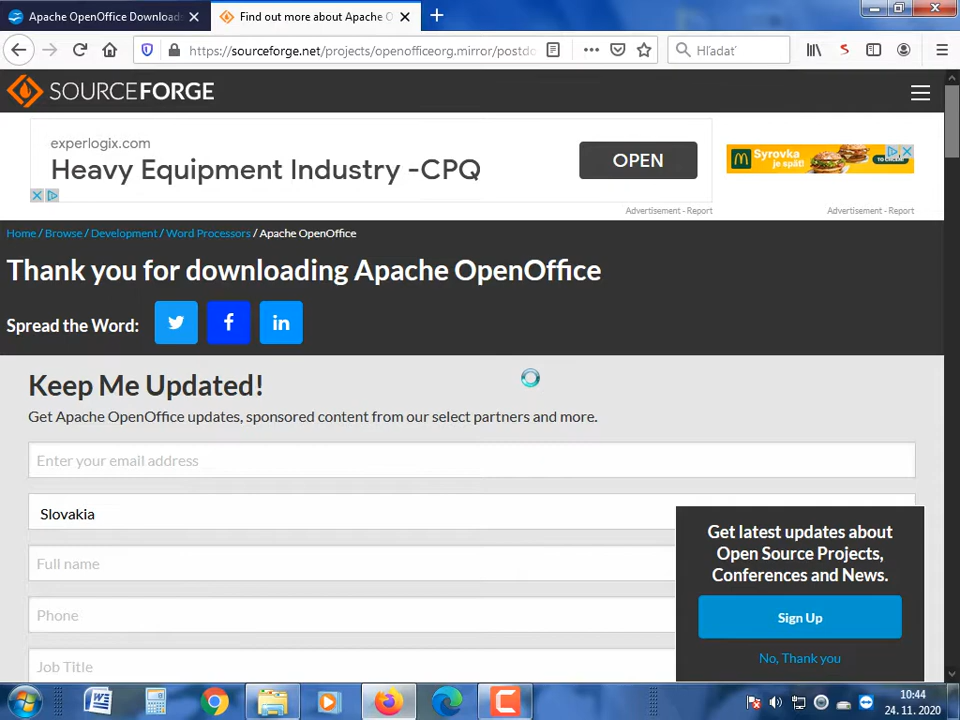 Apache OpenOffice Download
Find out more about Apache O
https://sourceforge.net/projects/openofficeorg.mirror/postdo
Hľadať
SOURCEFORGE
experlogix.com
Heavy Equipment Industry -CPQ
OPEN
Syrovka
je späť!
Advertisement - Report
Advertisement - Report
Home / Browse / Development / Word Processors / Apache OpenOffice
Thank you for downloading Apache OpenOffice
Spread the Word:
Keep Me Updated!
Get Apache OpenOffice updates, sponsored content from our select partners and more.
Enter your email address
Slovakia
Full name
Phone
Job Title
Get latest updates about
Open Source Projects,
Conferences and News.
Sign Up
No, Thank you
10:44
24. 11. 2020